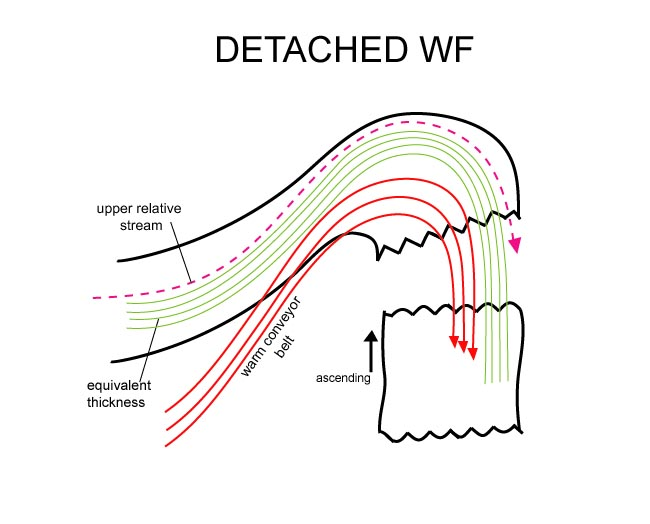 DETACHED WF
upper relative
stream
warm conveyor
belt
ascending
equivalent
thickness